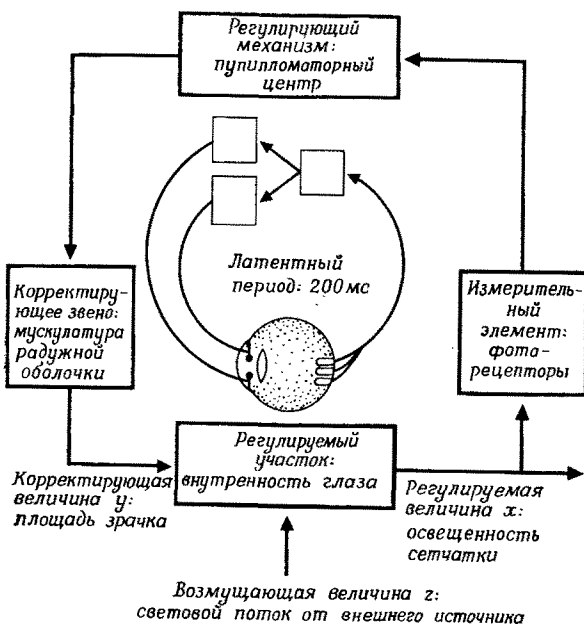 Регулирующий
механизм:
пупилломоторный
центр
Латентный
период: 200 мс
Корректиру-
ющее звено:
мускулатура
радужной
оболочки
Измеритель-
ный
элемент:
фото-
рецепторы
Регулируемый
участок:
внутренность глаза
Корректирующая
величина y:
площадь зрачка
Регулируемая
величина x:
освещенность
сетчатки
Возмущающая величина z:
световой поток от внешнего источника